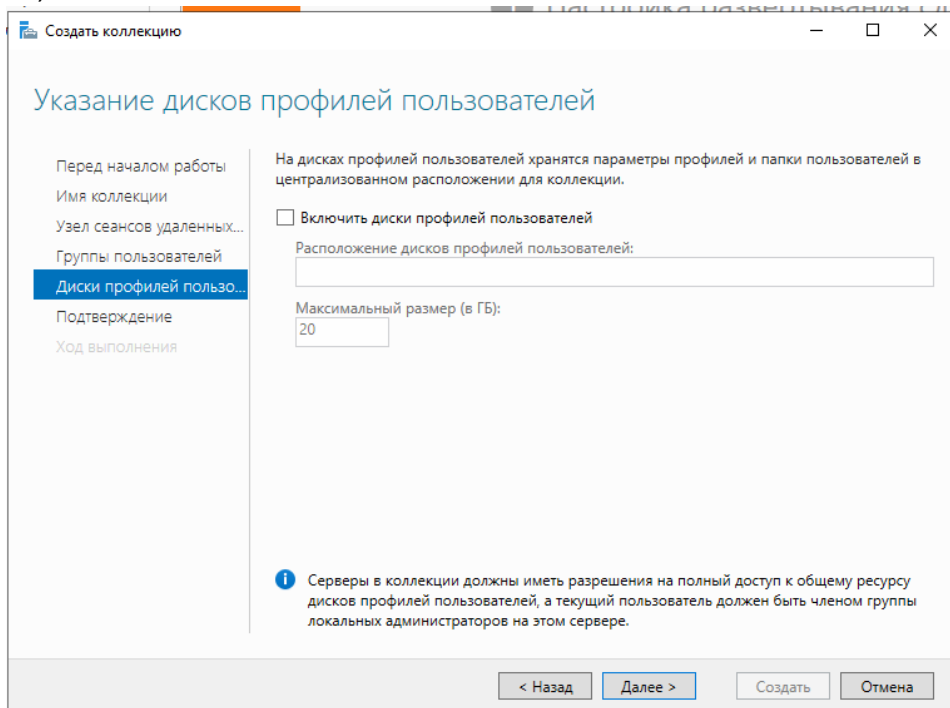 Создать коллекцию
Указание дисков профилей пользователей
Перед началом работы
Имя коллекции
Узел сеансов удаленных...
Группы пользователей
Диски профилей пользо...
Подтверждение
Ход выполнения
На дисках профилей пользователей хранятся параметры профилей и папки пользователей в
централизованном расположении для коллекции.
Включить диски профилей пользователей
Расположение дисков профилей пользователей:
Максимальный размер (в ГБ):
20
Серверы в коллекции должны иметь разрешения на полный доступ к общему ресурсу
дисков профилей пользователей, а текущий пользователь должен быть членом группы
локальных администраторов на этом сервере.
< Назад
Далее >
Создать
Отмена